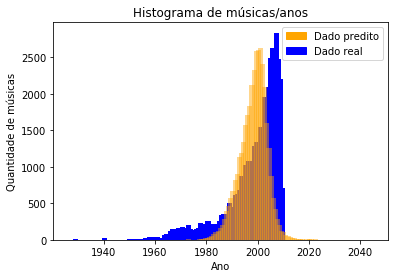 Histograma de músicas/anos
Dado predito
Dado real
Quantidade de músicas
2500
2000
1500
1000
500
0
1940
1960
1980
2000
2020
2040
Ano